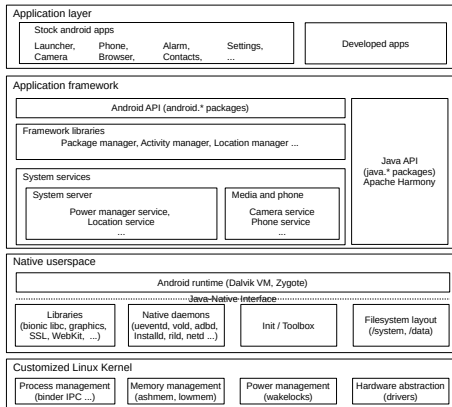 Application layer
Stock android apps
Launcher, Phone, Alarm, Settings,
Camera Browser, Contacts, ...
Developed apps
Application framework
Android API (android.* packages)
Framework libraries
Package manager, Activity manager, Location manager ...
System services
System server
Power manager service,
Location service
...
Media and phone
Camera service
Phone service
...
Java API
(java.* packages)
Apache Harmony
Native userspace
Android runtime (Dalvik VM, Zygote)
Java-Native Interface
Libraries
(bionic libc, graphics,
SSL, WebKit, ...)
Native daemons
(ueventd, vold, adbd,
Installd, rild, netd ...)
Init / Toolbox
Filesystem layout
(/system, /data)
Customized Linux Kernel
Process management
(binder IPC ...)
Memory management
(ashmem, lowmem)
Power management
(wakelocks)
Hardware abstraction
(drivers)